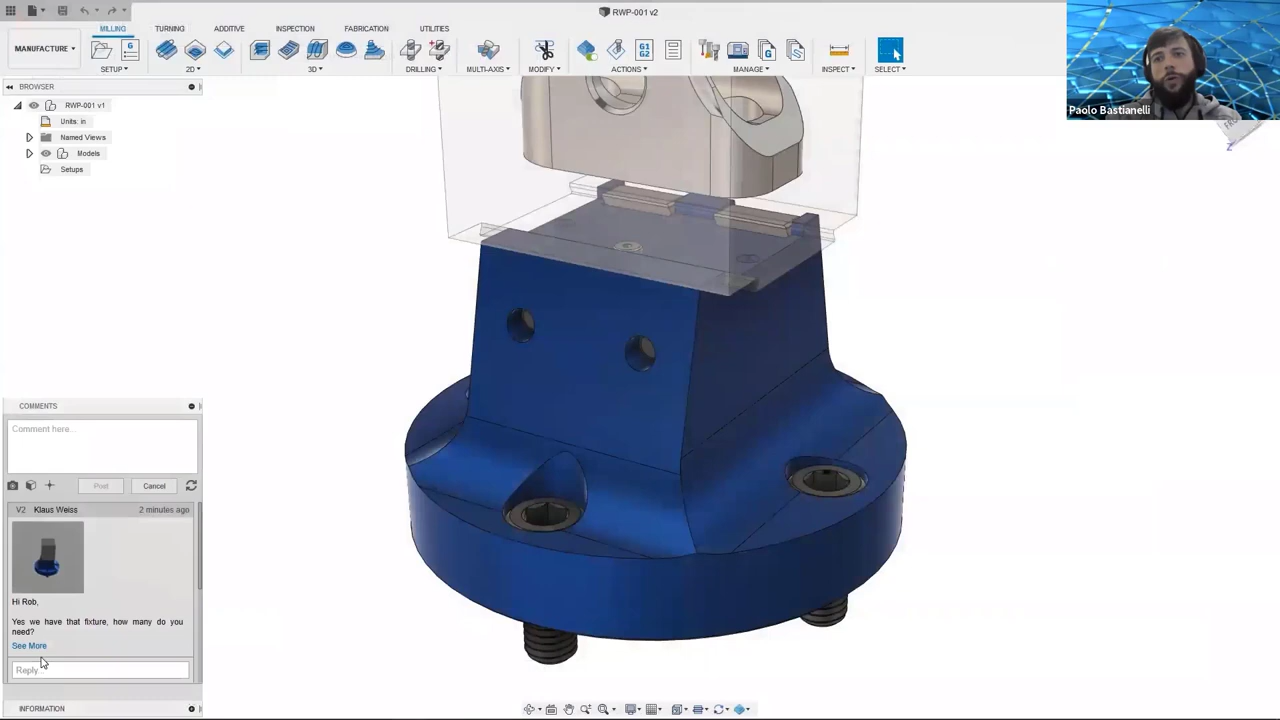 RWP-001 v2
MILLING TURNING ADDITIVE INSPECTION FABRICATION UTILITIES
MANUFACTURE
G
G1
G2
G
SETUP 2D 3D DRILLING MULTI-AXIS MODIFY ACTIONS MANAGE INSPECT SELECT
Paolo Bastianelli
BROWSER
RWP-001 v1
Units: in
Named Views
Models
Setups
Z
COMMENTS
Comment here...
Post Cancel
V2 Klaus Weiss 2 minutes ago
Hi Rob,
Yes we have that fixture, how many do you
need?
See More
Reply...
INFORMATION